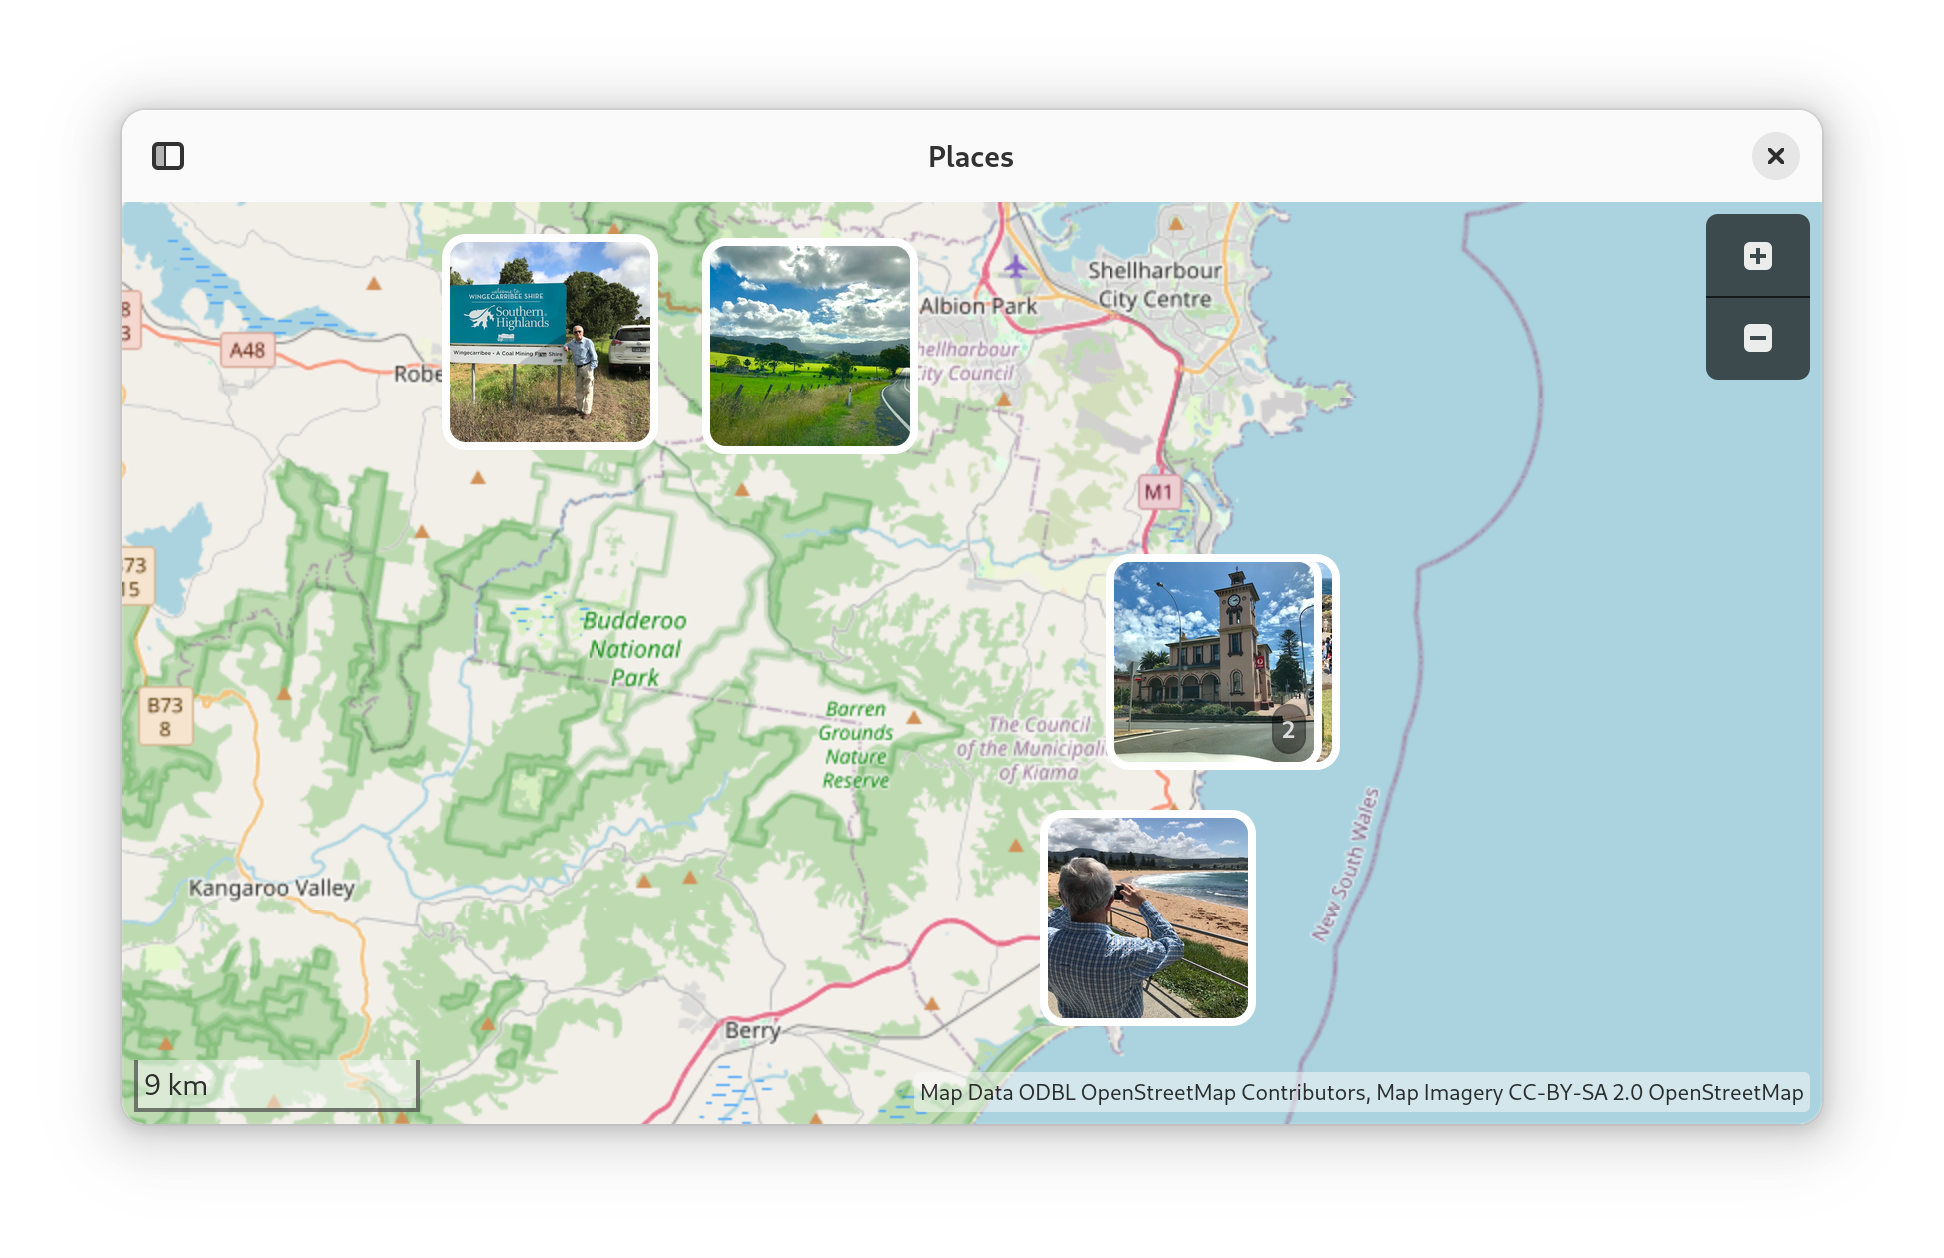 Places
Shellharbour
City Centre
Albion Park
A48
Robe
welcome to
WINGECARRIBEE SHIRE
Southern
Highlands
Wingecarribee - A Coal Mining Free Shire
hellharbour
City Council
8
3
M1
73
15
Budderoo
National
Park
B73
8
Barren
Grounds
Nature
Reserve
The Council
of the Municipali
of Kiama
2
New South Wales
Kangaroo Valley
Berry
9 km
Map Data ODBL OpenStreetMap Contributors, Map Imagery CC-BY-SA 2.0 OpenStreetMap